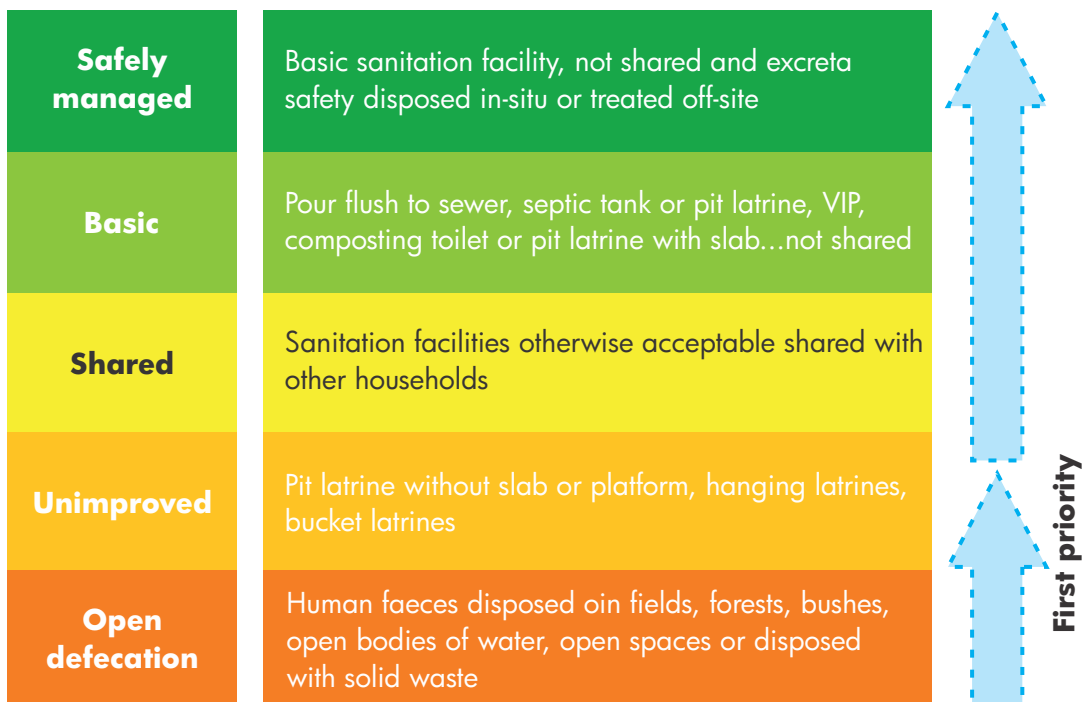 Safely
managed
Basic sanitation facility, not shared and excreta
safety disposed in-situ or treated off-site
Basic
Pour flush to sewer, septic tank or pit latrine, VIP,
composting toilet or pit latrine with slab...not shared
Shared
Sanitation facilities otherwise acceptable shared with
other households
Unimproved
Pit latrine without slab or platform, hanging latrines,
bucket latrines
Open
defecation
Human faeces disposed oin fields, forests, bushes,
open bodies of water, open spaces or disposed
with solid waste
First priority